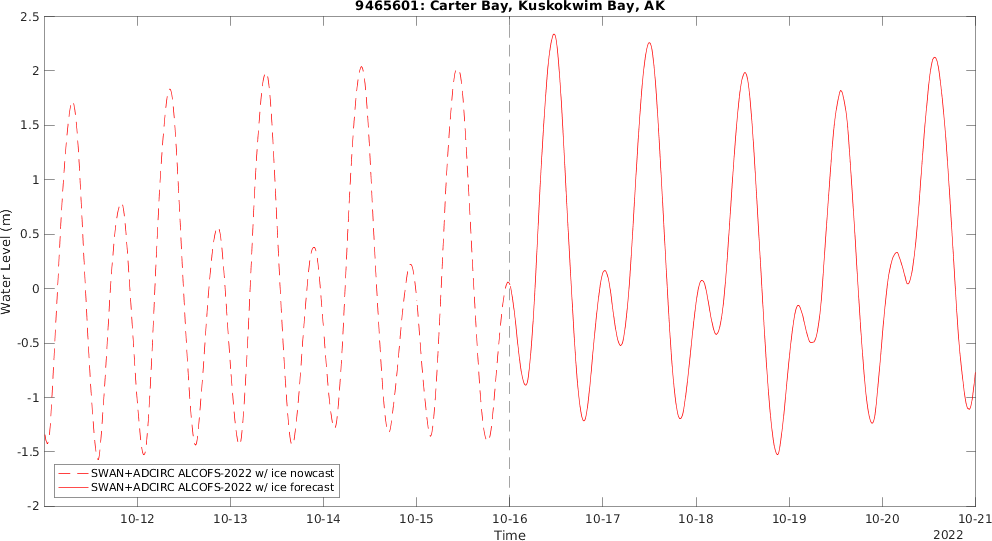 9465601: Carter Bay, Kuskokwim Bay, AK
Water Level (m)
2.5
2
1.5
1
0.5
0
-0.5
-1
-1.5
-2
SWAN+ADCIRC ALCOFS-2022 w/ ice nowcast
SWAN+ADCIRC ALCOFS-2022 w/ ice forecast
10-12 10-13 10-14 10-15 10-16 10-17 10-18 10-19 10-20 10-21
Time
2022